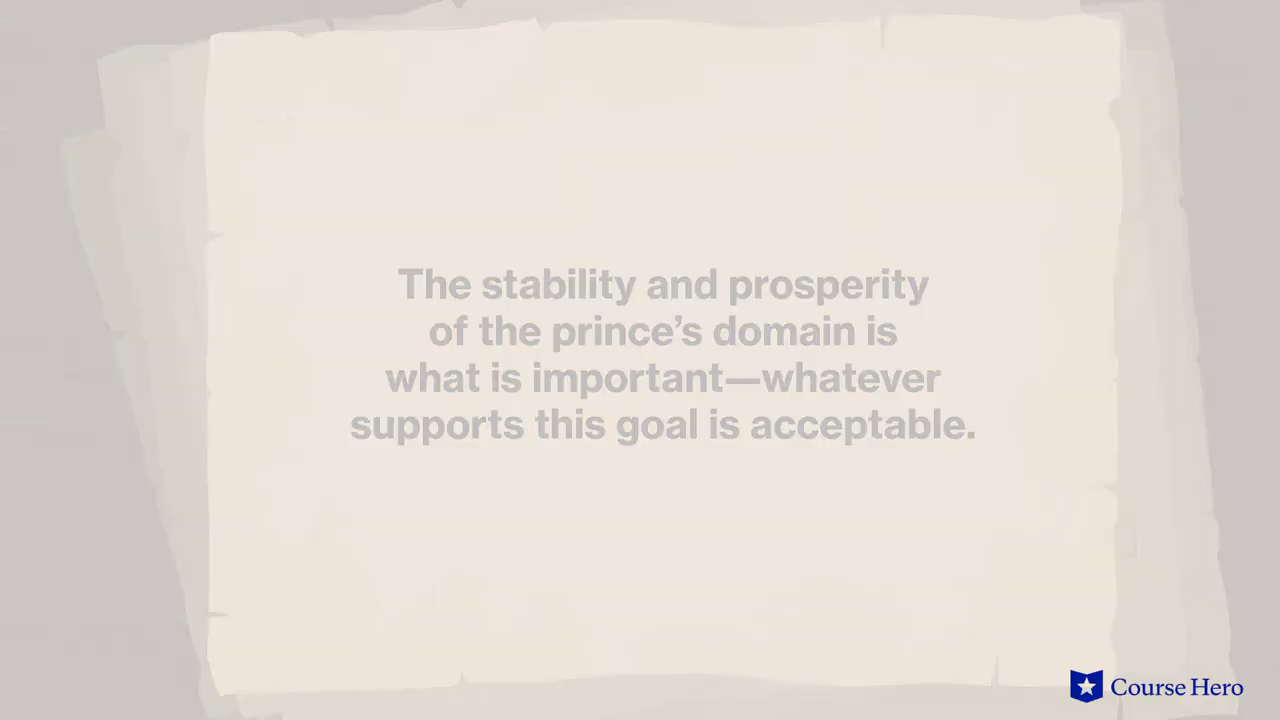 The stability and prosperity
of the prince’s domain is
what is important—whatever
supports this goal is acceptable.
Course Hero